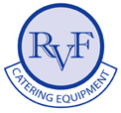 RVF
CATERING EQUIPMENT